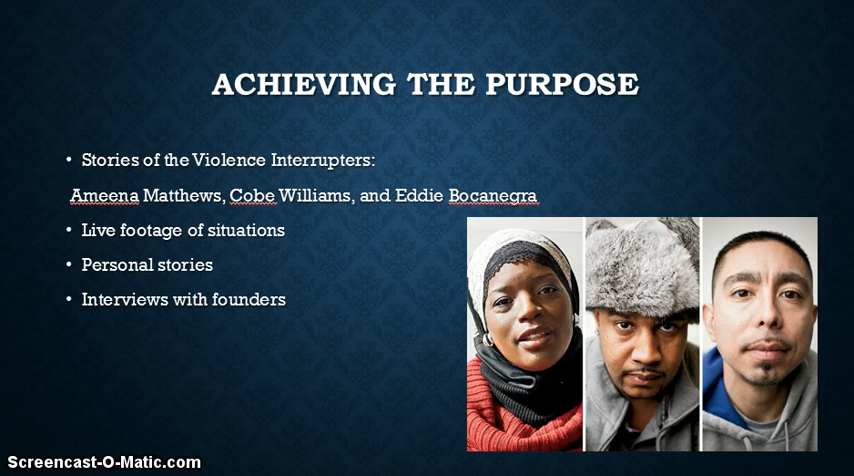 ACHIEVING THE PURPOSE
• Stories of the Violence Interrupters:
Ameena Matthews, Cobe Williams, and Eddie Bocanegra
• Live footage of situations
• Personal stories
• Interviews with founders
Screencast-O-Matic.com